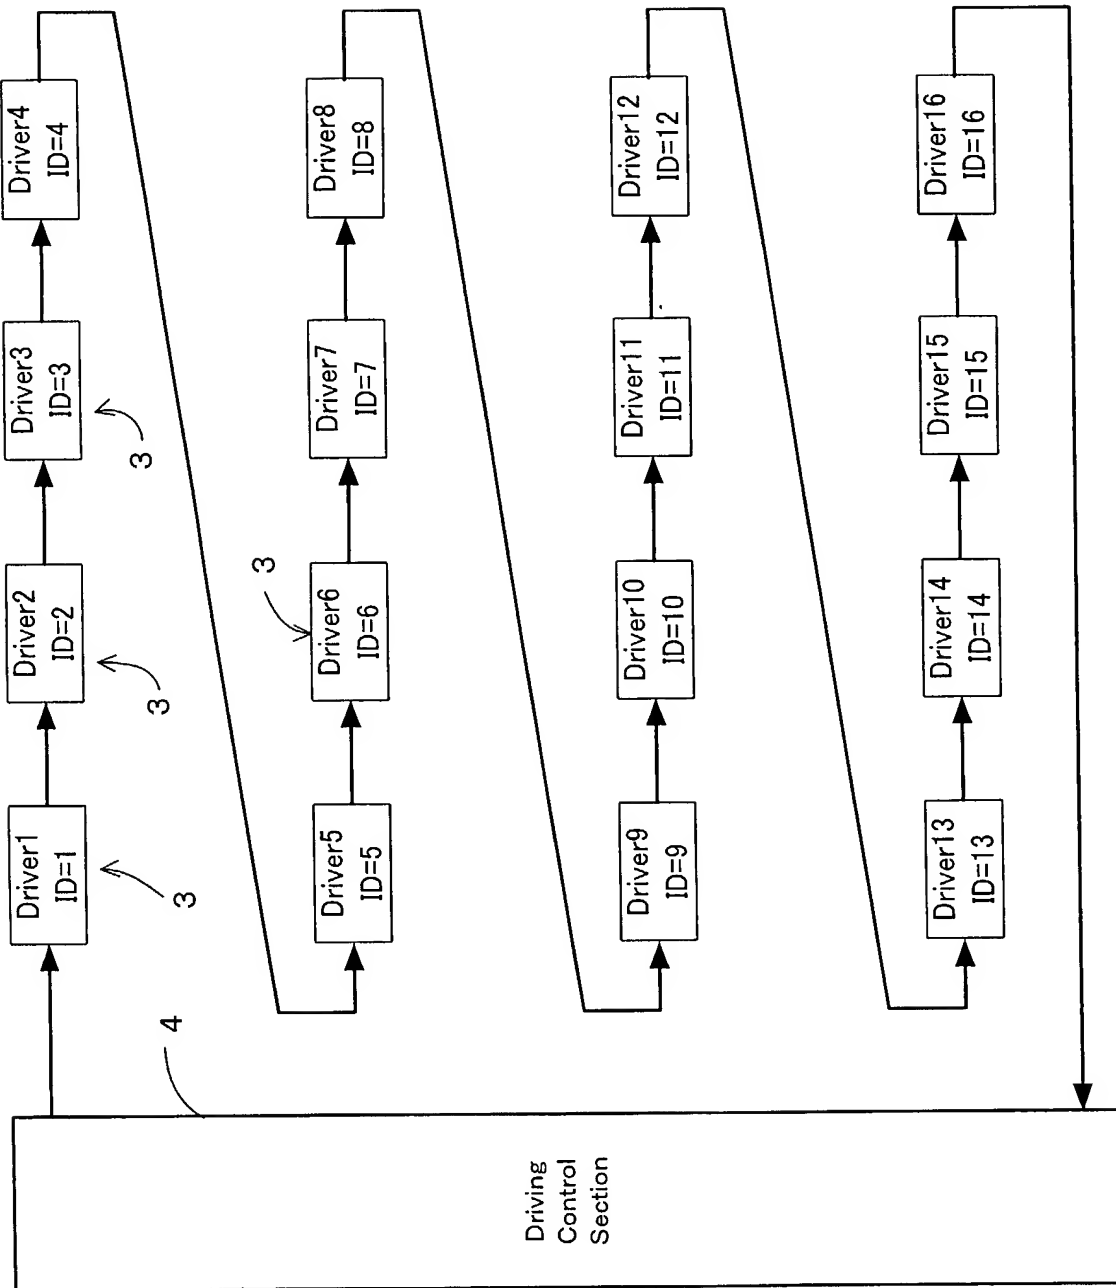 Driver1
ID=1
Driver2
ID=2
Driver3
ID=3
Driver4
ID=4
3
3
3
Driver5
ID=5
Driver6
ID=6
Driver7
ID=7
Driver8
ID=8
3
4
Driver9
ID=9
Driver10
ID=10
Driver11
ID=11
Driver12
ID=12
Driver13
ID=13
Driver14
ID=14
Driver15
ID=15
Driver16
ID=16
Driving
Control
Section